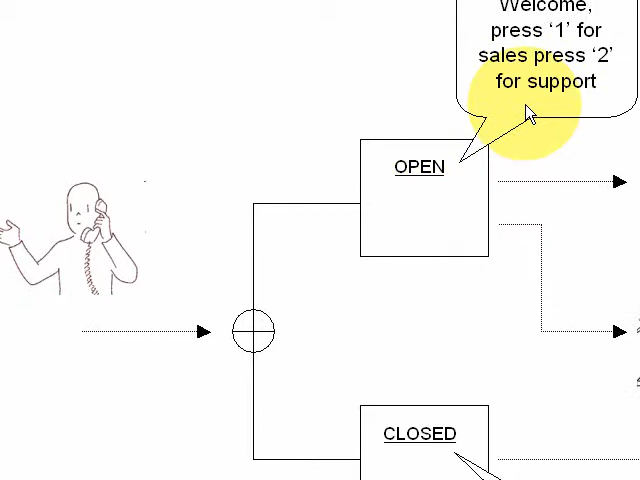 Welcome,
press ‘1’ for
sales press ‘2’
for support
OPEN
CLOSED